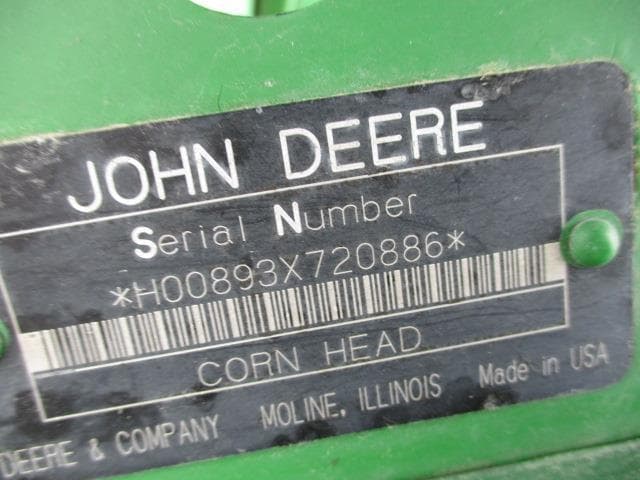 JOHN DEERE
Serial Number
*H00893X720886*
CORN HEAD
DEERE & COMPANY MOLINE, ILLINOIS Made in USA